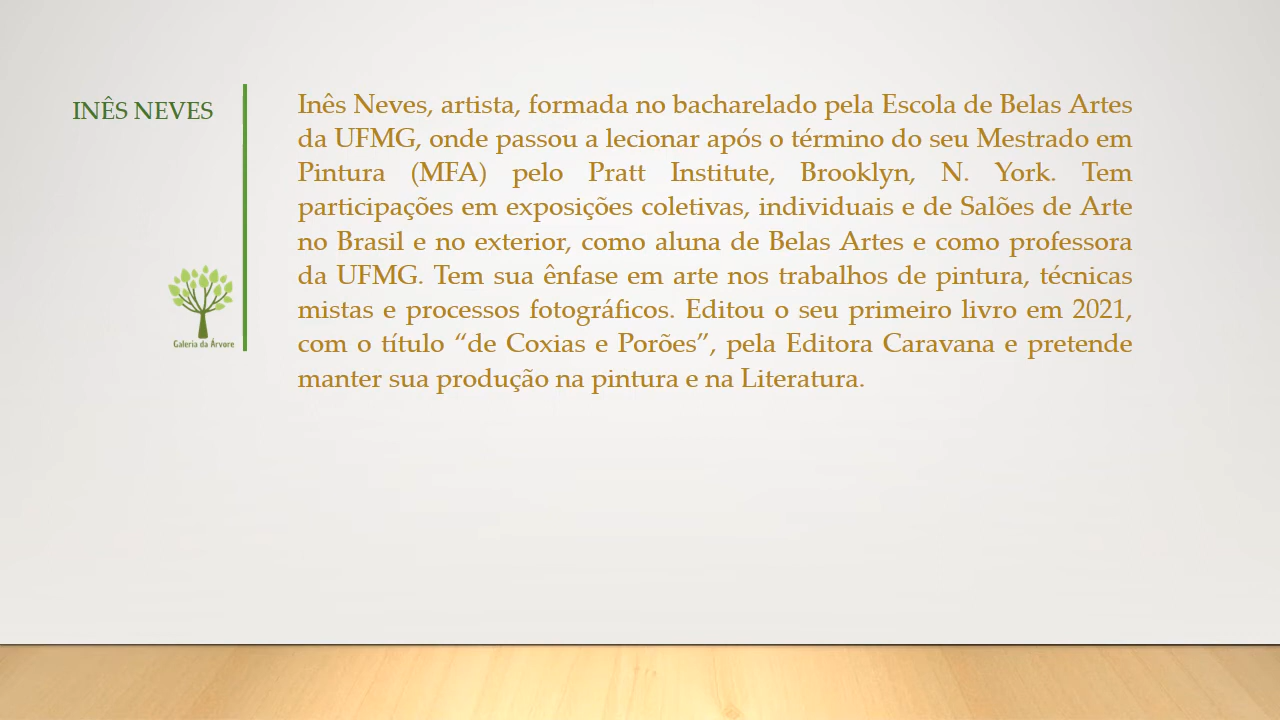 INÊS NEVES
Inês Neves, artista, formada no bacharelado pela Escola de Belas Artes
da UFMG, onde passou a lecionar após o término do seu Mestrado em
Pintura (MFA) pelo Pratt Institute, Brooklyn, N. York. Tem
participações em exposições coletivas, individuais e de Salões de Arte
no Brasil e no exterior, como aluna de Belas Artes e como professora
da UFMG. Tem sua ênfase em arte nos trabalhos de pintura, técnicas
mistas e processos fotográficos. Editou o seu primeiro livro em 2021,
com o título “de Coxias e Porões”, pela Editora Caravana e pretende
manter sua produção na pintura e na Literatura.
Galeria da Árvore